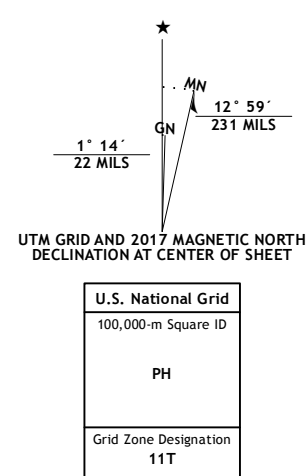 MN
GN
12° 59´
231 MILS
1° 14´
22 MILS
UTM GRID AND 2017 MAGNETIC NORTH
DECLINATION AT CENTER OF SHEET
U.S. National Grid
100,000-m Square ID
PH
Grid Zone Designation
11T